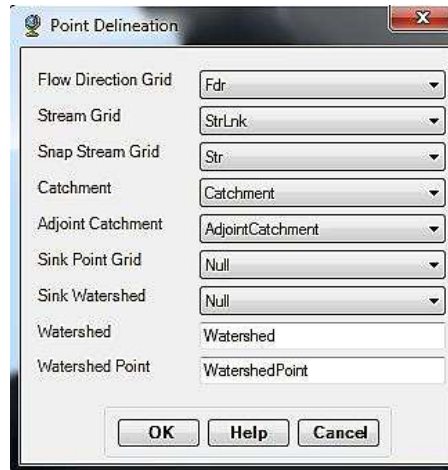 Point Delineation
Flow Direction Grid Fdr
Stream Grid StrLnk
Snap Stream Grid Str
Catchment Catchment
Adjoint Catchment AdjointCatchment
Sink Point Grid Null
Sink Watershed Null
Watershed Watershed
Watershed Point WatershedPoint
OK Help Cancel